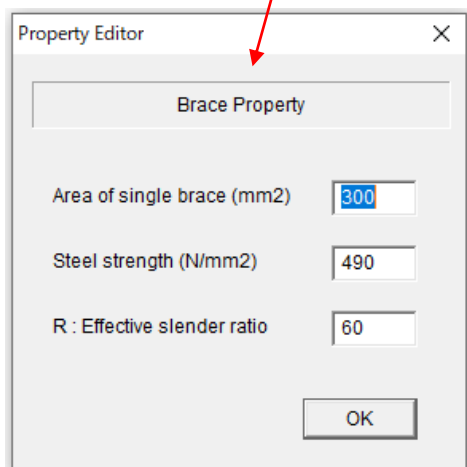 Property Editor
Brace Property
Area of single brace (mm2) 300
Steel strength (N/mm2) 490
R : Effective slender ratio 60
OK